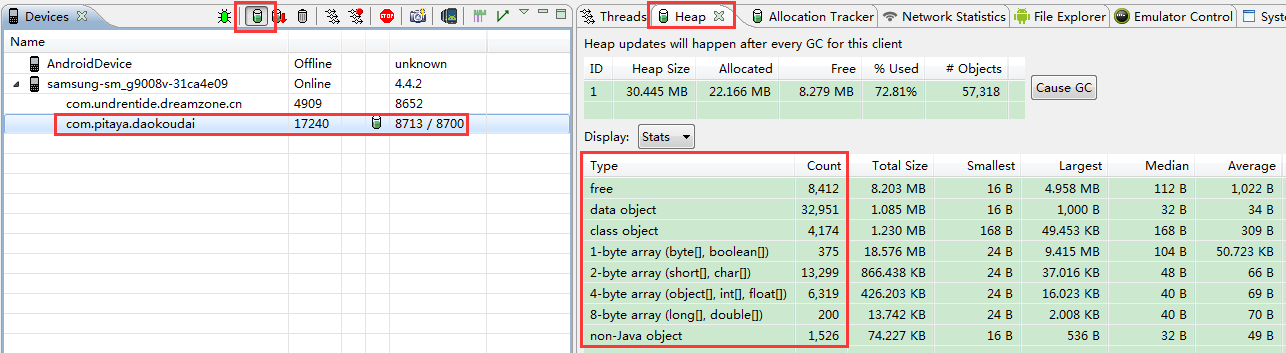 Devices
Name
AndroidDevice Offline unknown
samsung-sm_g9008v-31ca4e09 Online 4.4.2
com.undrentide.dreamzone.cn 4909 8652
com.pitaya.daokoudai 17240 8713 / 8700
Threads Heap Allocation Tracker Network Statistics File Explorer Emulator Control Syste
Heap updates will happen after every GC for this client
ID Heap Size Allocated Free % Used # Objects
1 30.445 MB 22.166 MB 8.279 MB 72.81% 57,318
Cause GC
Display: Stats
Type Count Total Size Smallest Largest Median Average
free 8,412 8.203 MB 16 B 4.958 MB 112 B 1,022 B
data object 32,951 1.085 MB 16 B 1,000 B 32 B 34 B
class object 4,174 1.230 MB 168 B 49.453 KB 168 B 309 B
1-byte array (byte[], boolean[]) 375 18.576 MB 24 B 9.415 MB 104 B 50.723 KB
2-byte array (short[], char[]) 13,299 866.438 KB 24 B 37.016 KB 48 B 66 B
4-byte array (object[], int[], float[]) 6,319 426.203 KB 24 B 16.023 KB 40 B 69 B
8-byte array (long[], double[]) 200 13.742 KB 24 B 2.008 KB 40 B 70 B
non-Java object 1,526 74.227 KB 16 B 536 B 32 B 49 B